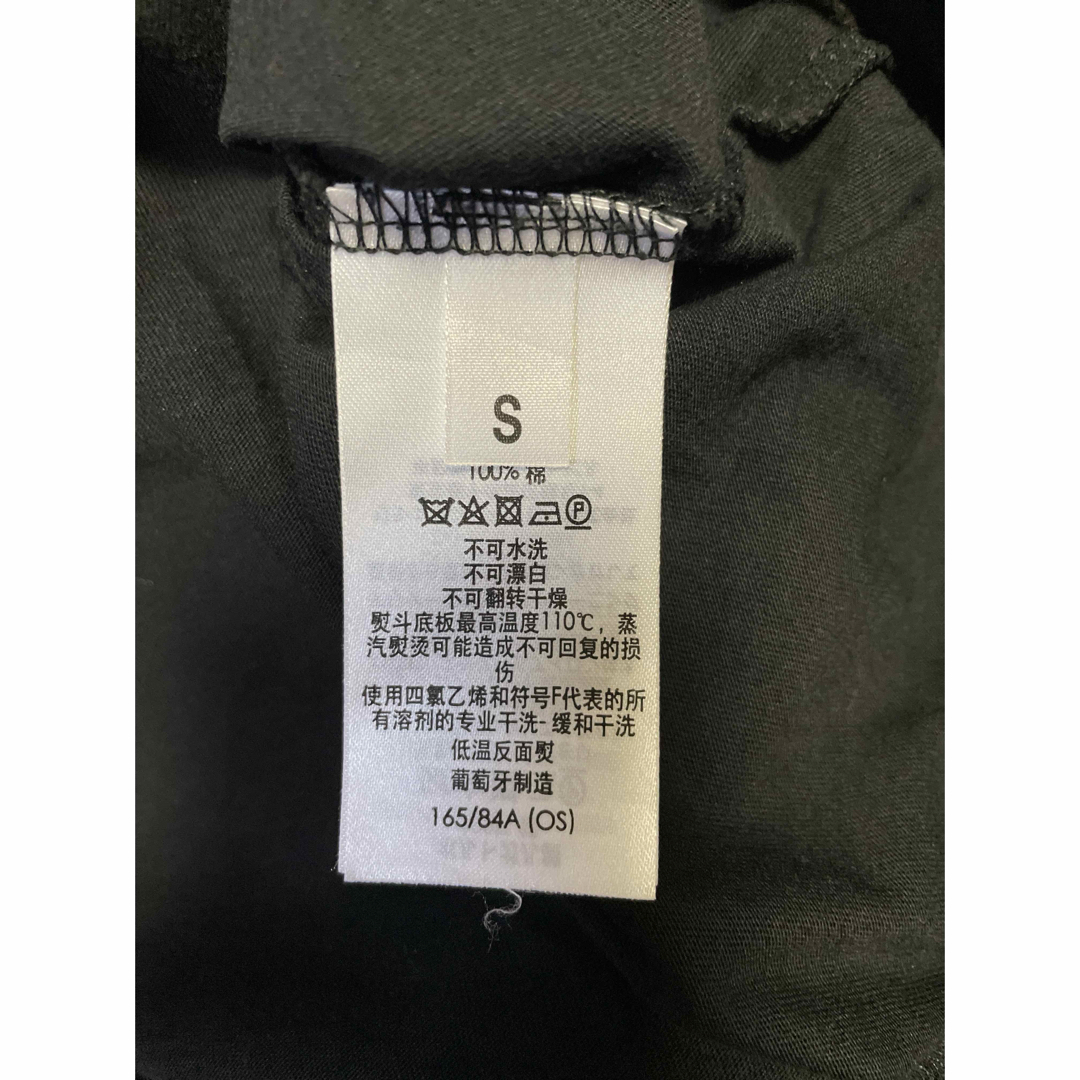 S
100% 棉
不可水洗
不可漂白
不可翻转干燥
熨斗底板最高温度110℃, 蒸
汽熨烫可能造成不可回复的损
伤
使用四氯乙烯和符号F代表的所
有溶剂的专业干洗- 缓和干洗
低温反面熨
葡萄牙制造
165/84A (OS)